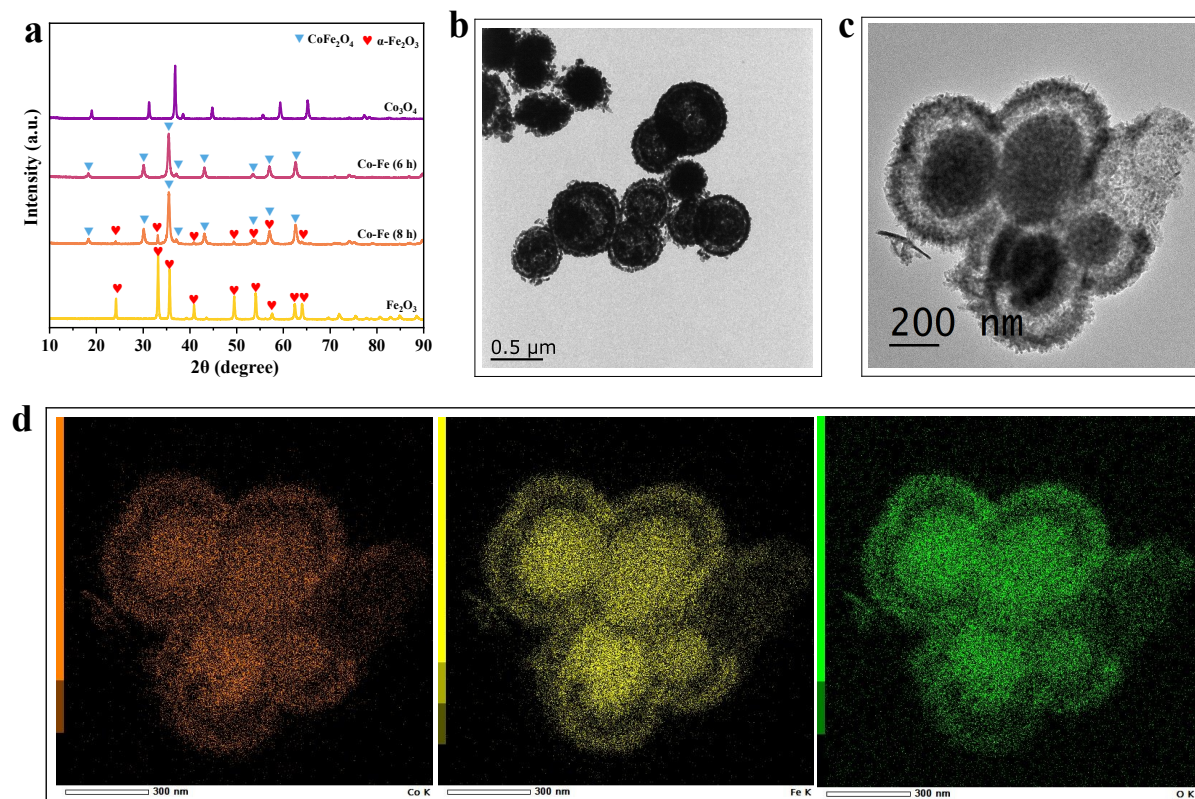 a
CoFe₂O₄ α-Fe₂O₃
Co₃O₄
Co-Fe (6 h)
Co-Fe (8 h)
Fe₂O₃
Intensity (a.u.)
10 20 30 40 50 60 70 80 90
2θ (degree)
b
0.5 µm
c
200 nm
d
300 nm Co K
300 nm Fe K
300 nm O K